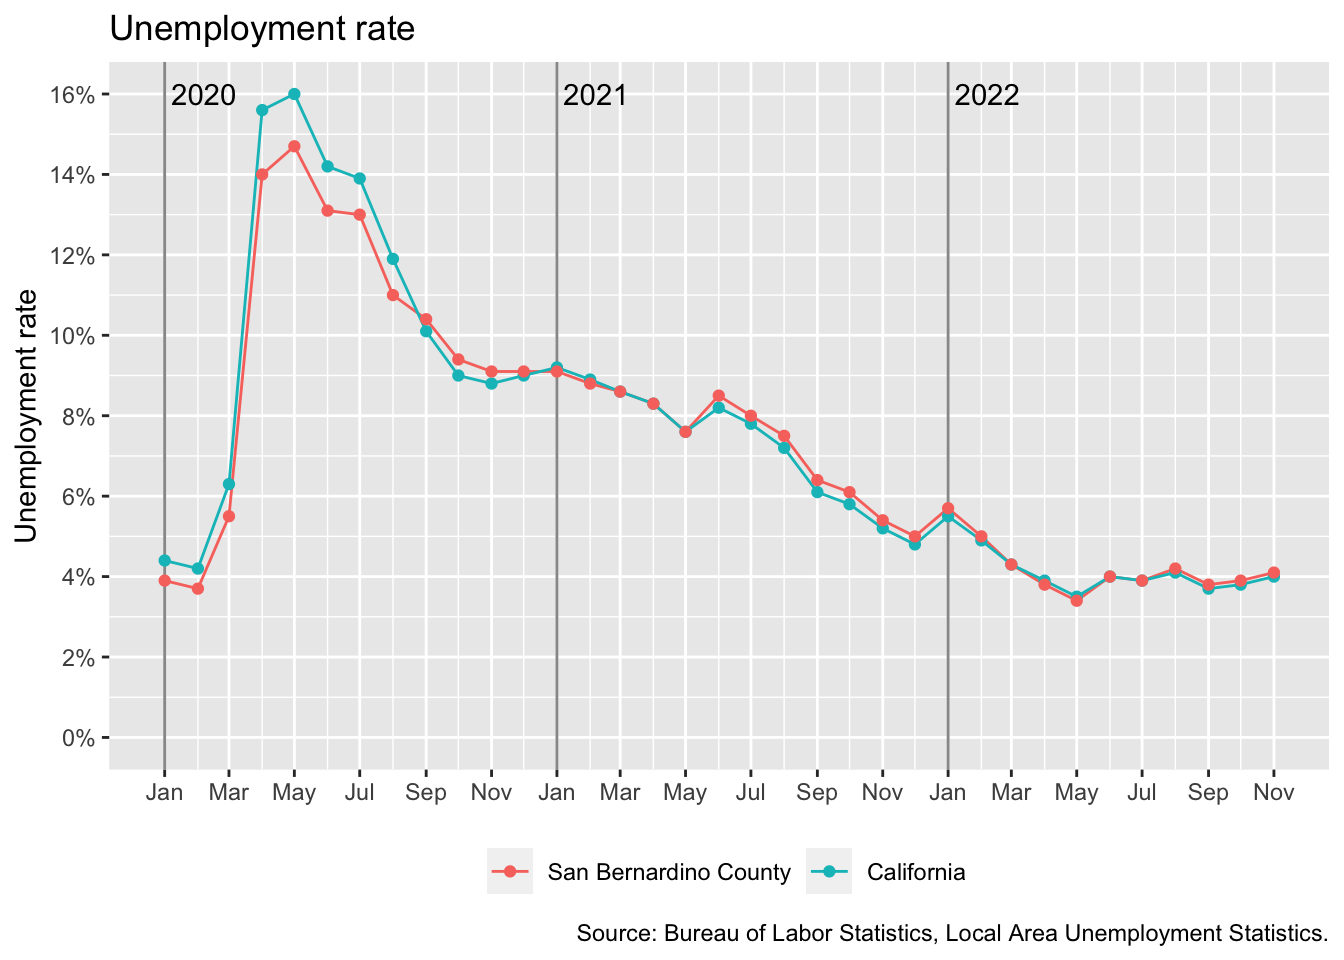 Unemployment rate
2020 2021 2022
16%
14%
12%
10%
8%
6%
4%
2%
0%
Unemployment rate
Jan Mar May Jul Sep Nov Jan Mar May Jul Sep Nov Jan Mar May Jul Sep Nov
San Bernardino County California
Source: Bureau of Labor Statistics, Local Area Unemployment Statistics.